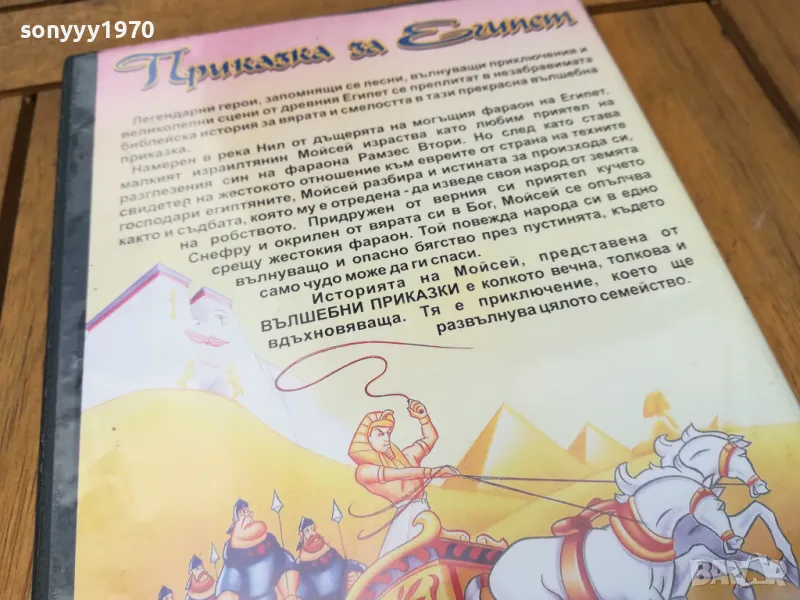 sonyyy1970
Приказка за Египет
Легендарни герои, запомнящи се песни, вълнуващи приключения и
великолепни сцени от древния Египет се преплитат в незабравимата
библейска история за вярата и смелостта в тази прекрасна вълшебна
приказка.
Намерен в река Нил от дъщерята на могъщия фараон на Египет,
малкият израилтянин Мойсей израства като любим приятел на
разглезения син на фараона Рамзес Втори. Но след като става
свидетел на жестокото отношение към евреите от страна на техните
господари египтяните, Мойсей разбира и истината за произхода си,
както и съдбата, която му е отредена - да изведе своя народ от земята
на робството. Придружен от верния си приятел кучето
Снефру и окрилен от вярата си в Бог, Мойсей се опълчва
срещу жестокия фараон. Той повежда народа си в едно
вълнуващо и опасно бягство през пустинята, където
само чудо може да ги спаси.
Историята на Мойсей, представена от
ВЪЛШЕБНИ ПРИКАЗКИ е колкото вечна, толкова и
вдъхновяваща. Тя е приключение, което ще
развълнува цялото семейство.
BAZAR